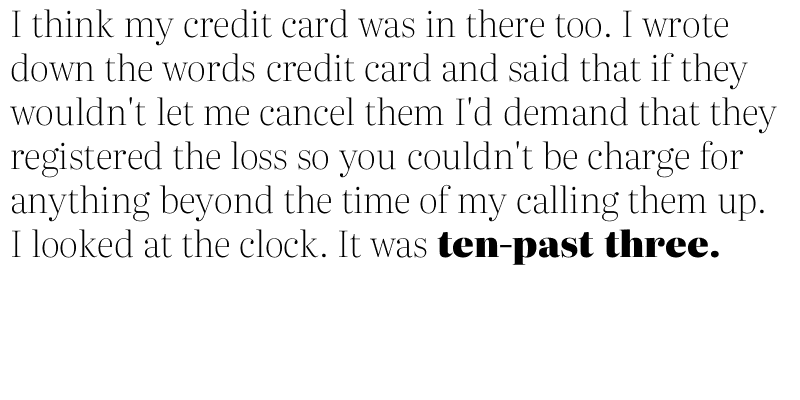 I think my credit card was in there too. I wrote
down the words credit card and said that if they
wouldn't let me cancel them I'd demand that they
registered the loss so you couldn't be charge for
anything beyond the time of my calling them up.
I looked at the clock. It was ten-past three.